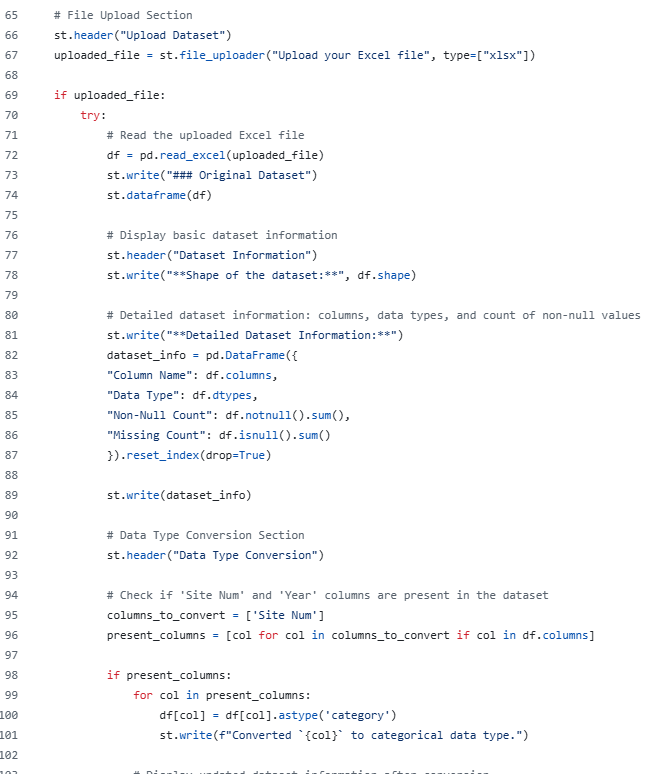 65 # File Upload Section
66 st.header("Upload Dataset")
67 uploaded_file = st.file_uploader("Upload your Excel file", type=["xlsx"])
68
69 if uploaded_file:
70 try:
71 # Read the uploaded Excel file
72 df = pd.read_excel(uploaded_file)
73 st.write("### Original Dataset")
74 st.dataframe(df)
75
76 # Display basic dataset information
77 st.header("Dataset Information")
78 st.write("**Shape of the dataset:**", df.shape)
79
80 # Detailed dataset information: columns, data types, and count of non-null values
81 st.write("**Detailed Dataset Information:**")
82 dataset_info = pd.DataFrame({
83 "Column Name": df.columns,
84 "Data Type": df.dtypes,
85 "Non-Null Count": df.notnull().sum(),
86 "Missing Count": df.isnull().sum()
87 }).reset_index(drop=True)
88
89 st.write(dataset_info)
90
91 # Data Type Conversion Section
92 st.header("Data Type Conversion")
93
94 # Check if 'Site Num' and 'Year' columns are present in the dataset
95 columns_to_convert = ['Site Num']
96 present_columns = [col for col in columns_to_convert if col in df.columns]
97
98 if present_columns:
99 for col in present_columns:
100 df[col] = df[col].astype('category')
101 st.write(f"Converted `{col}` to categorical data type.")
102